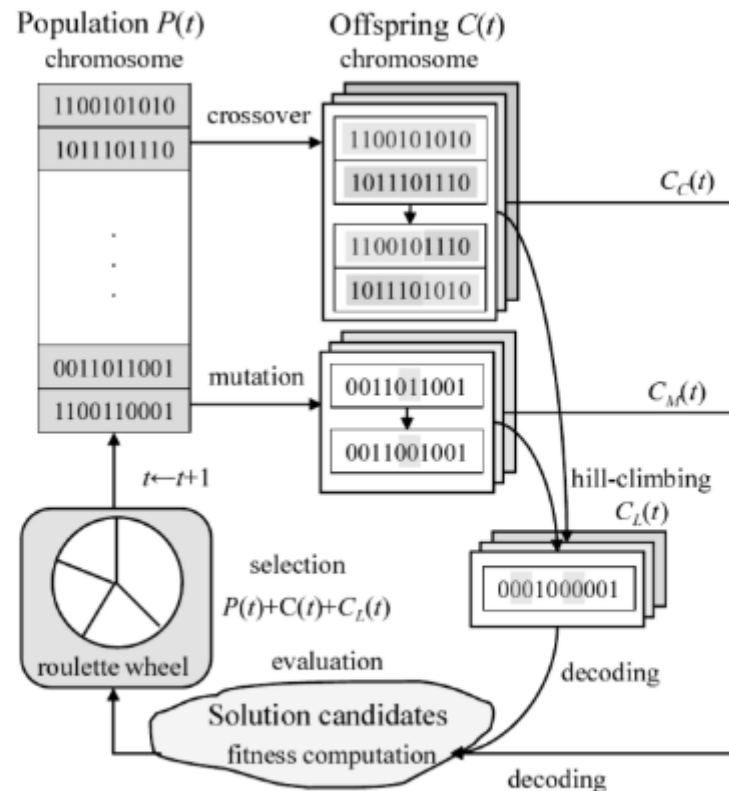 Population P(t)
chromosome
1100101010
1011101110
.
.
.
0011011001
1100110001
t←t+1
roulette wheel
crossover
mutation
Offspring C(t)
chromosome
1100101010
1011101110
1100101110
1011101010
0011011001
0011001001
C_C(t)
C_M(t)
hill-climbing
C_L(t)
0001000001
selection
P(t)+C(t)+C_L(t)
evaluation
Solution candidates
fitness computation
decoding
decoding